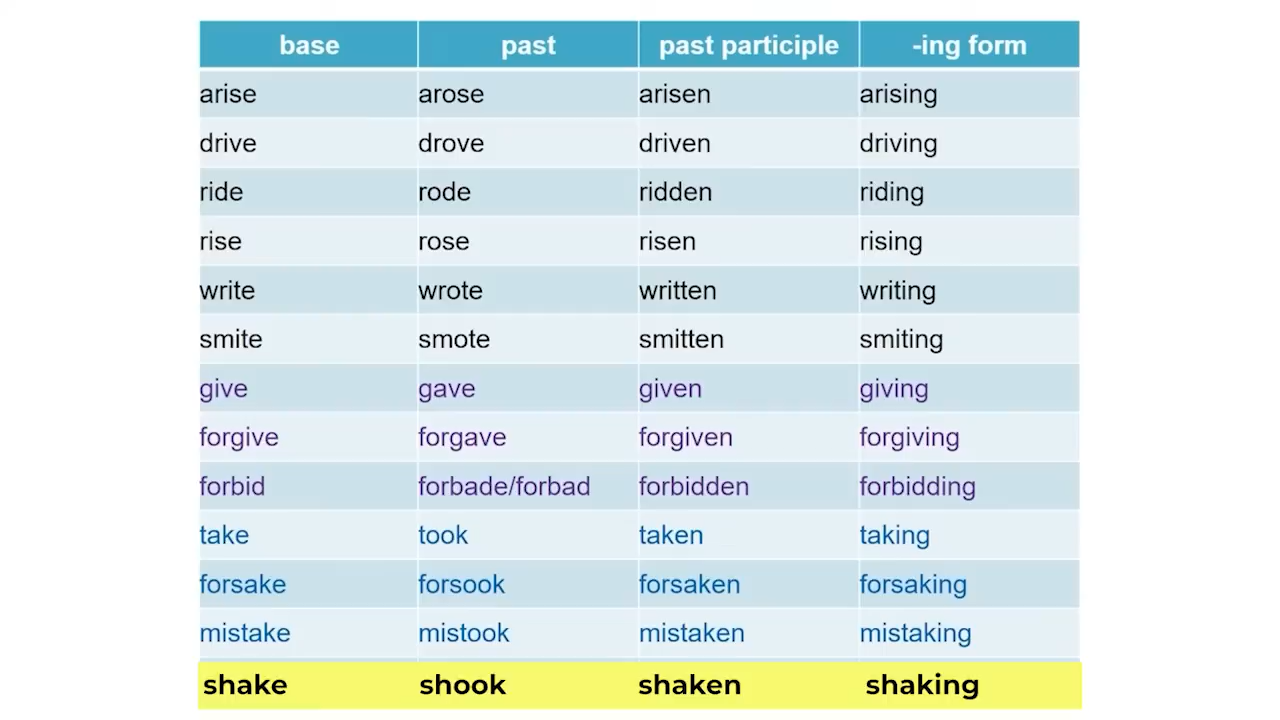 base past past participle -ing form
arise arose arisen arising
drive drove driven driving
ride rode ridden riding
rise rose risen rising
write wrote written writing
smite smote smitten smiting
give gave given giving
forgive forgave forgiven forgiving
forbid forbade/forbad forbidden forbidding
take took taken taking
forsake forsook forsaken forsaking
mistake mistook mistaken mistaking
shake shook shaken shaking